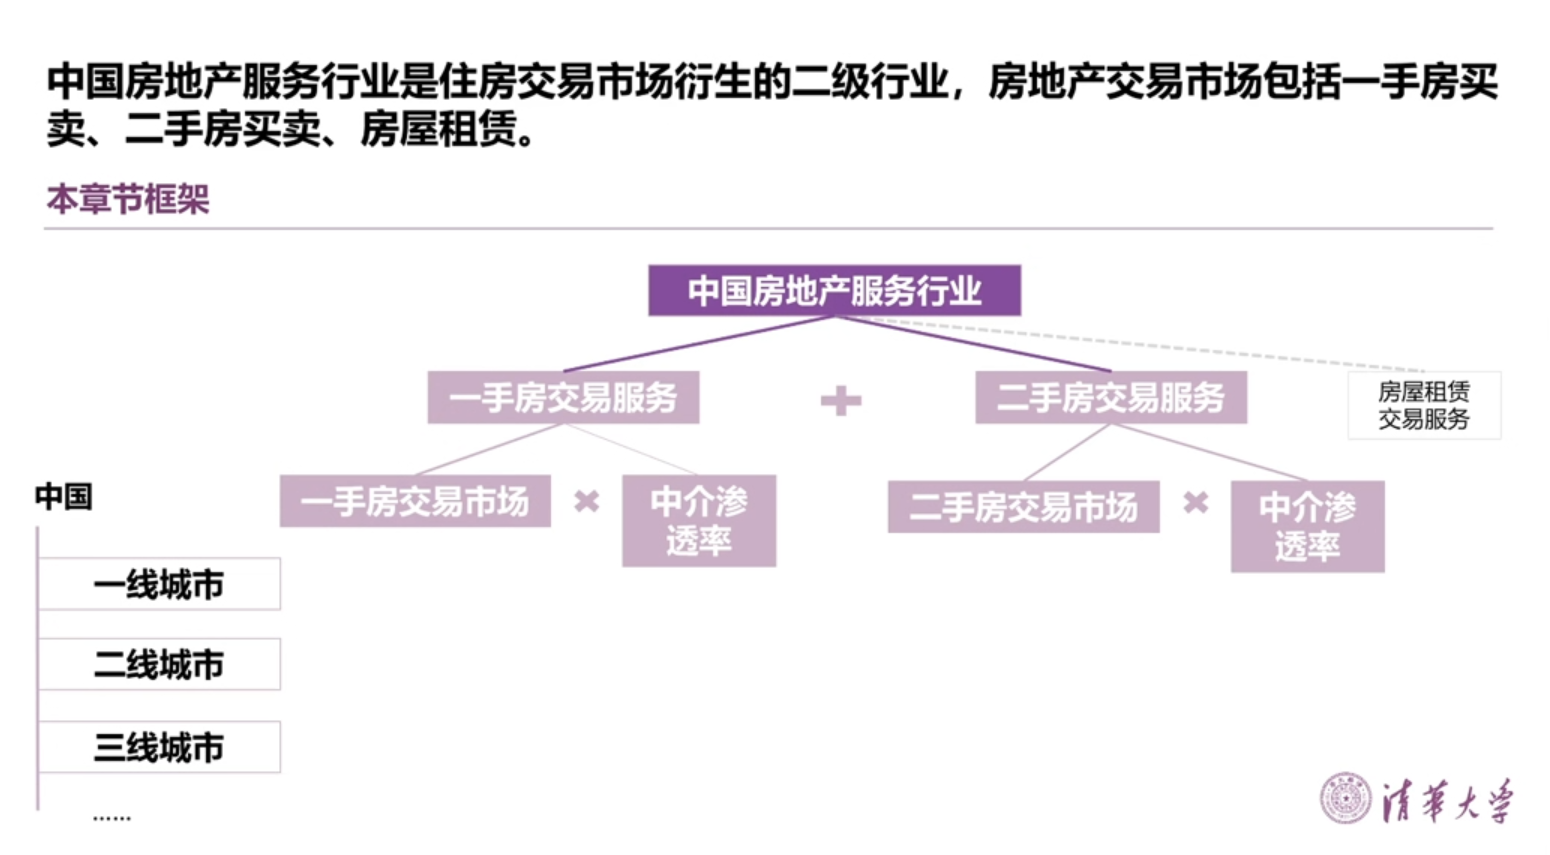 中国房地产服务行业是住房交易市场衍生的二级行业，房地产交易市场包括一手房买
卖、二手房买卖、房屋租赁。
本章节框架
中国房地产服务行业
一手房交易服务
二手房交易服务
房屋租赁
交易服务
中国
一手房交易市场
中介渗
透率
二手房交易市场
中介渗
透率
一线城市
二线城市
三线城市
……
清華大学